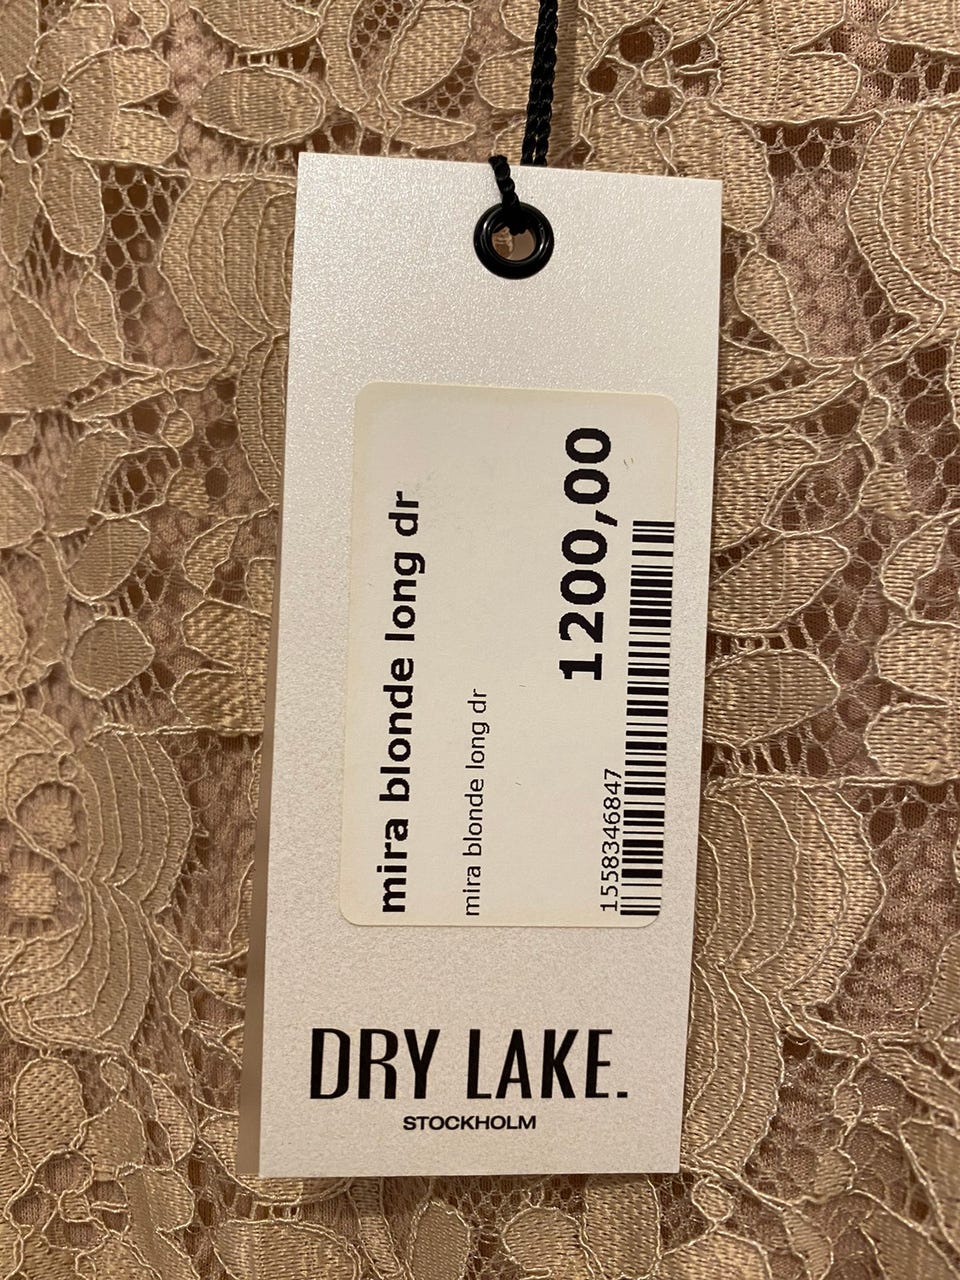 mira blonde long dr
mira blonde long dr
1200,00
1558346847
DRY LAKE.
STOCKHOLM